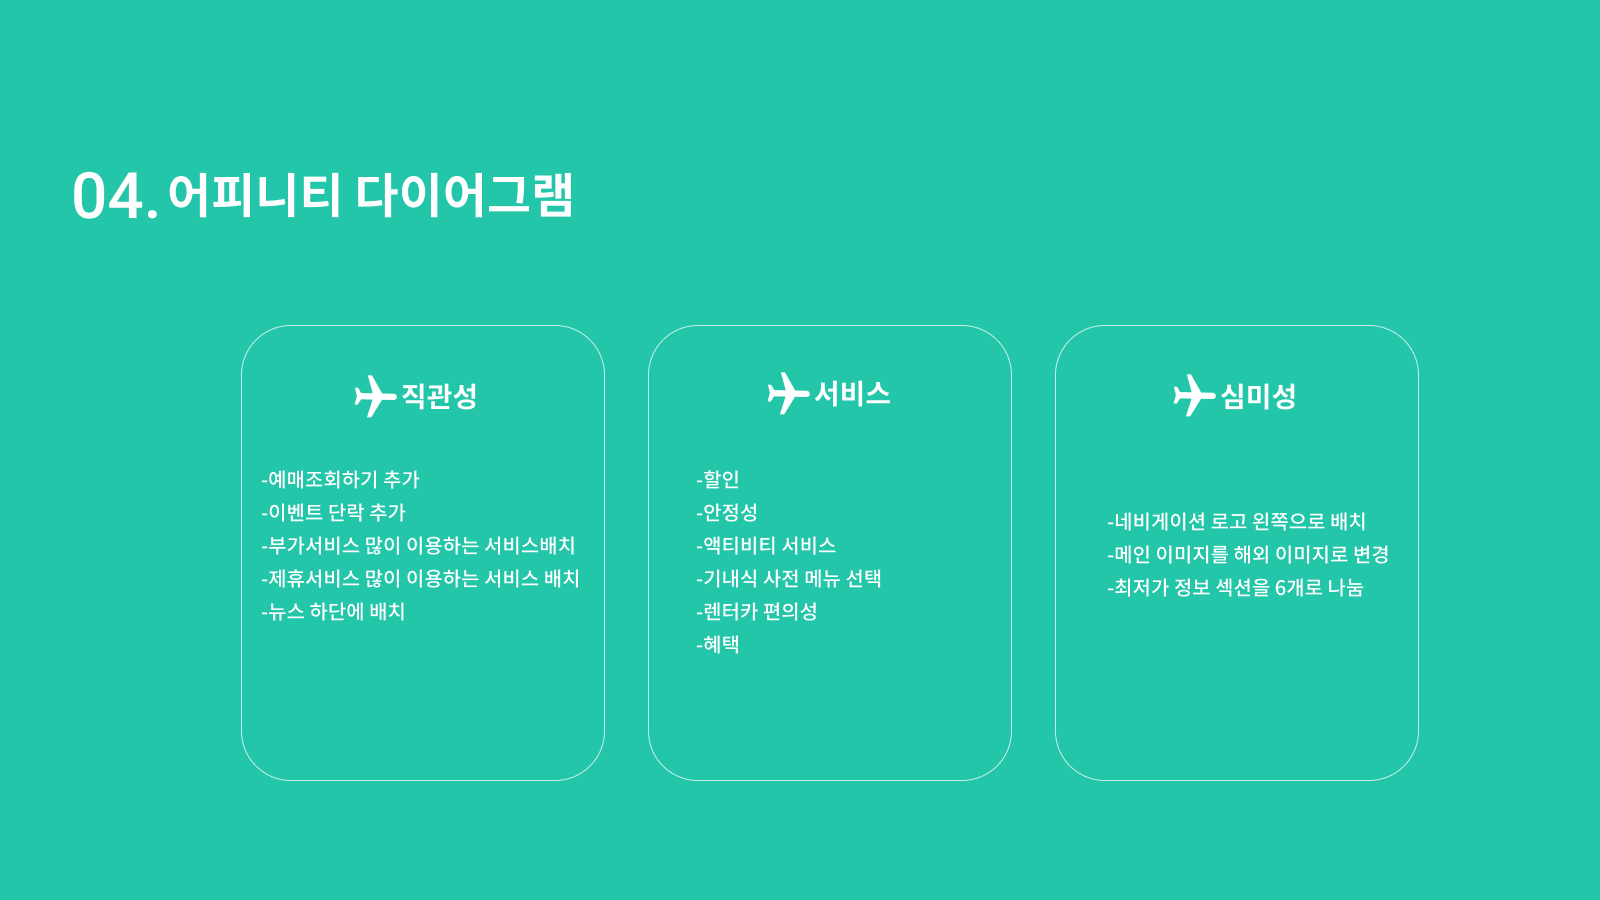 04. 어피니티 다이어그램
직관성
-예매조회하기 추가
-이벤트 단락 추가
-부가서비스 많이 이용하는 서비스배치
-제휴서비스 많이 이용하는 서비스 배치
-뉴스 하단에 배치
서비스
-할인
-안정성
-액티비티 서비스
-기내식 사전 메뉴 선택
-렌터카 편의성
-혜택
심미성
-네비게이션 로고 왼쪽으로 배치
-메인 이미지를 해외 이미지로 변경
-최저가 정보 섹션을 6개로 나눔